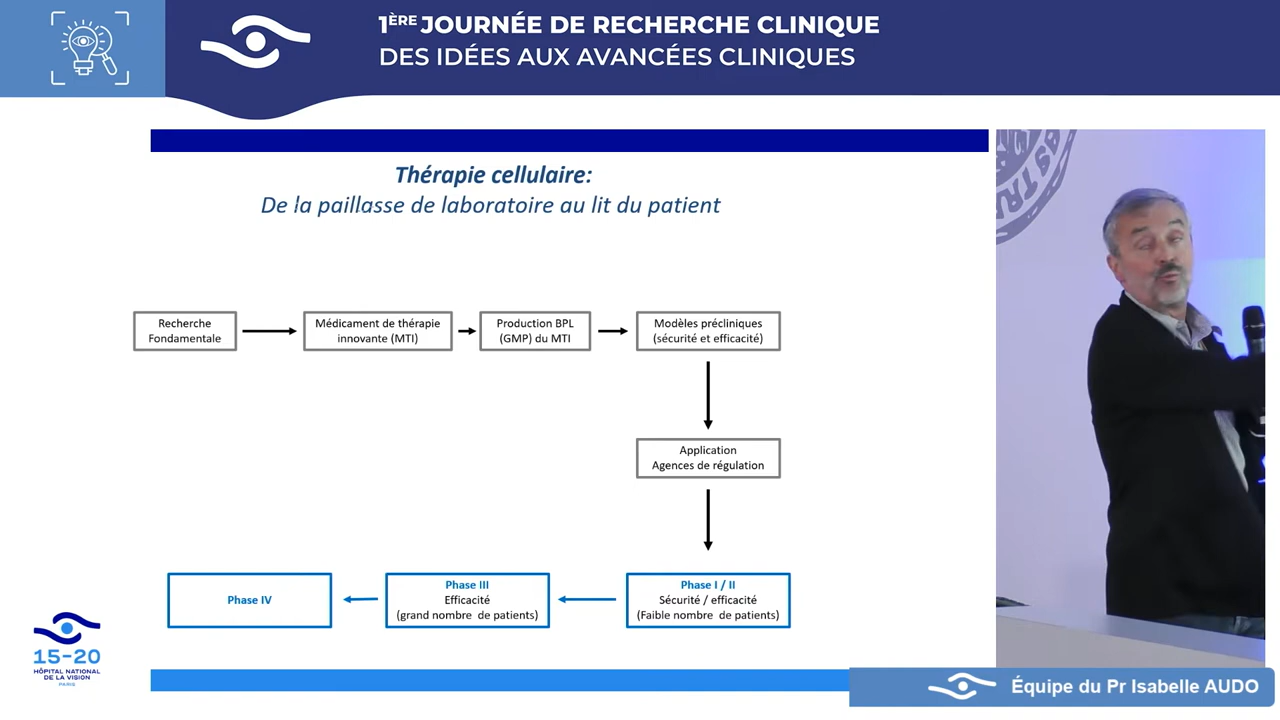 1ÈRE JOURNÉE DE RECHERCHE CLINIQUE
DES IDÉES AUX AVANCÉES CLINIQUES
Thérapie cellulaire:
De la paillasse de laboratoire au lit du patient
Recherche
Fondamentale
Médicament de thérapie
innovante (MTI)
Production BPL
(GMP) du MTI
Modèles précliniques
(sécurité et efficacité)
Application
Agences de régulation
Phase I / II
Sécurité / efficacité
(Faible nombre de patients)
Phase III
Efficacité
(grand nombre de patients)
Phase IV
15-20
HÔPITAL NATIONAL
DE LA VISION
PARIS
Équipe du Pr Isabelle AUDO